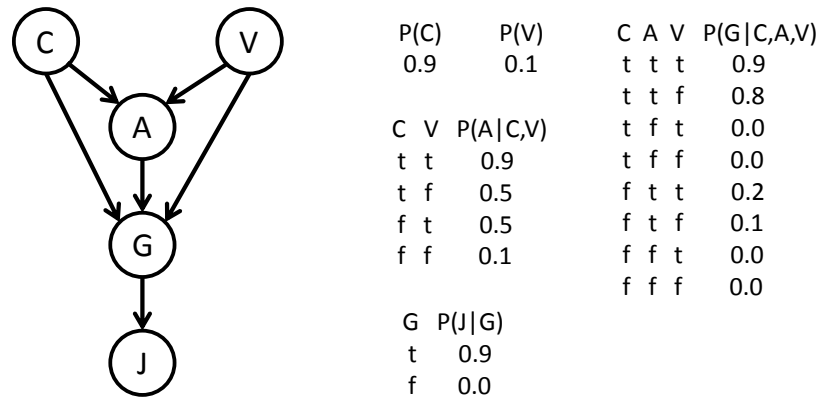 C
V
A
G
J
P(C) P(V)
0.9 0.1
C V P(A|C,V)
t t 0.9
t f 0.5
f t 0.5
f f 0.1
G P(J|G)
t 0.9
f 0.0
C A V P(G|C,A,V)
t t t 0.9
t t f 0.8
t f t 0.0
t f f 0.0
f t t 0.2
f t f 0.1
f f t 0.0
f f f 0.0